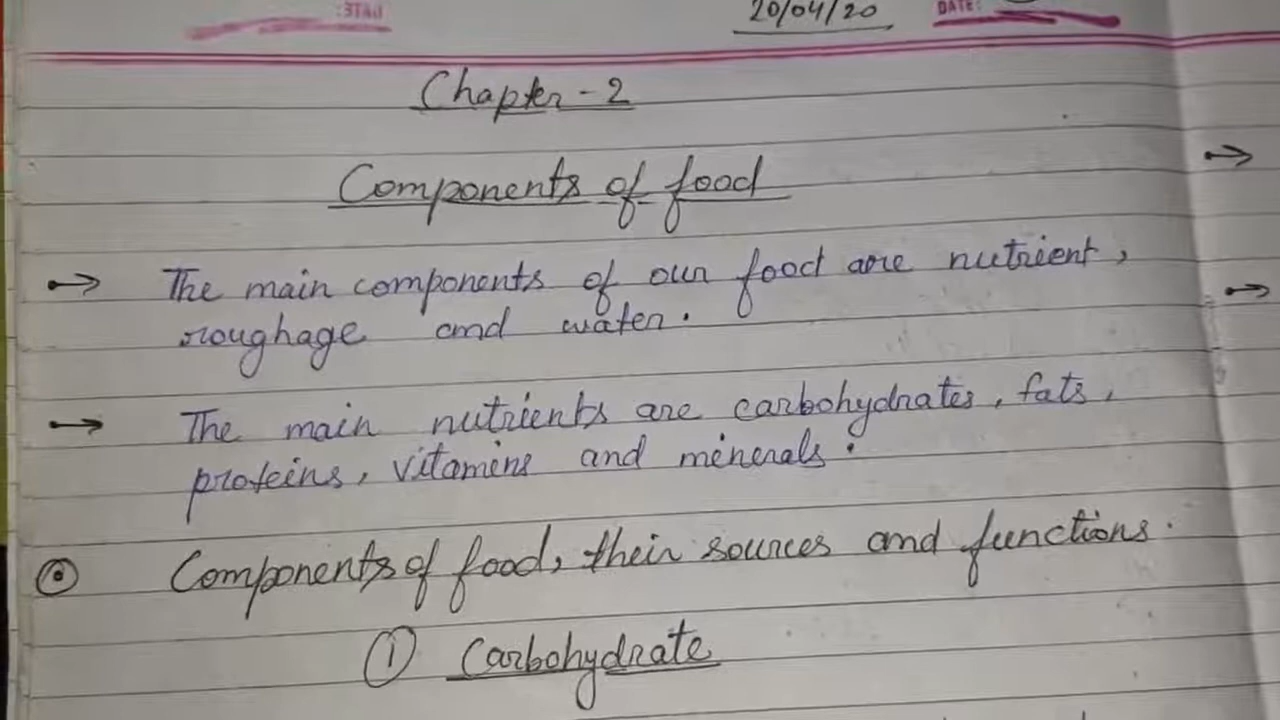 20/04/20 DATE:
Chapter - 2
Components of food
→ The main components of our food are nutrient,
roughage and water.
→ The main nutrients are carbohydrates, fats,
proteins, vitamins and minerals.
Components of food, their sources and functions.
① Carbohydrate